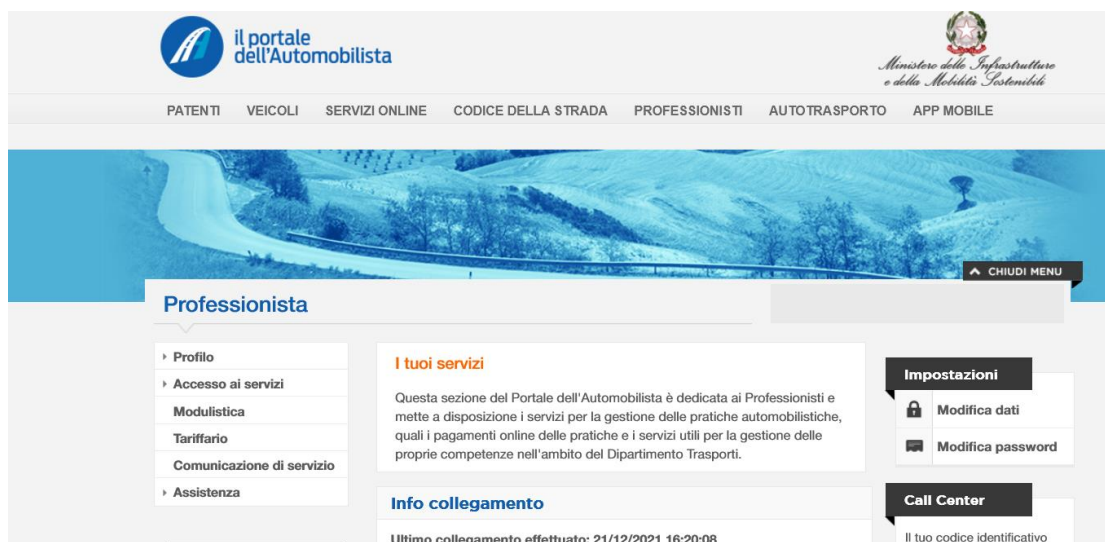 il portale
dell'Automobilista
Ministero delle Infrastrutture
e della Mobilità Sostenibili
PATENTI VEICOLI SERVIZI ONLINE CODICE DELLA STRADA PROFESSIONISTI AUTOTRASPORTO APP MOBILE
CHIUDI MENU
Professionista
Profilo
Accesso ai servizi
Modulistica
Tariffario
Comunicazione di servizio
Assistenza
I tuoi servizi
Questa sezione del Portale dell'Automobilista è dedicata ai Professionisti e
mette a disposizione i servizi per la gestione delle pratiche automobilistiche,
quali i pagamenti online delle pratiche e i servizi utili per la gestione delle
proprie competenze nell'ambito del Dipartimento Trasporti.
Info collegamento
Ultimo collegamento effettuato: 21/12/2021 16:20:08
Impostazioni
Modifica dati
Modifica password
Call Center
Il tuo codice identificativo